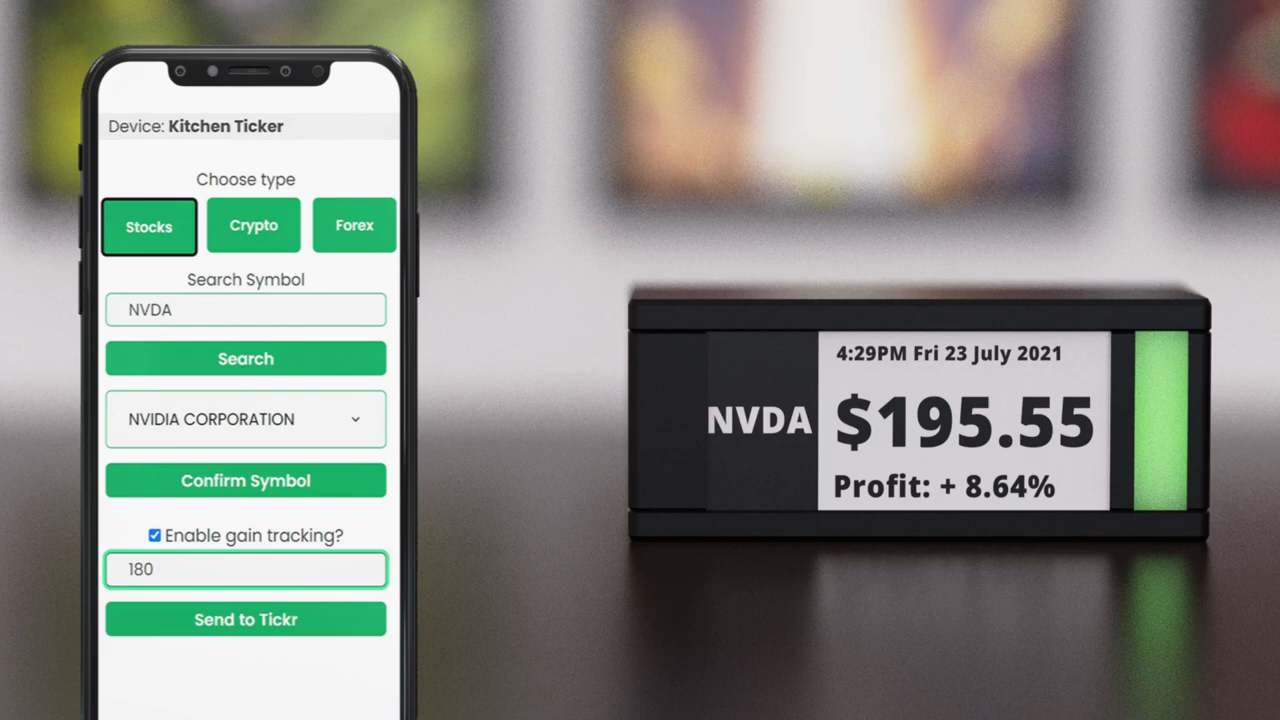 Device: Kitchen Ticker
Choose type
Stocks Crypto Forex
Search Symbol
NVDA
Search
NVIDIA CORPORATION
Confirm Symbol
Enable gain tracking?
180
Send to Tickr
4:29PM Fri 23 July 2021
NVDA $195.55
Profit: + 8.64%